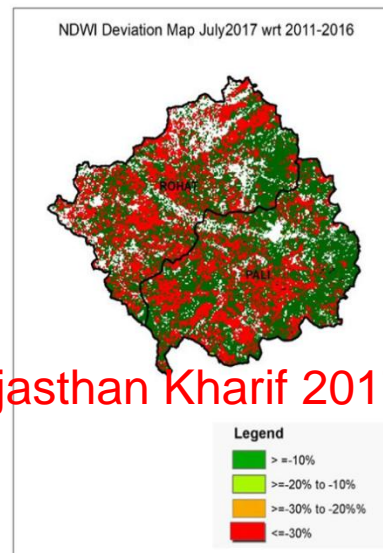 NDWI Deviation Map July2017 wrt 2011-2016
ROHAT
PALI
jasthan Kharif 201
Legend
> =-10%
>=-20% to -10%
>=-30% to -20%%
<=-30%